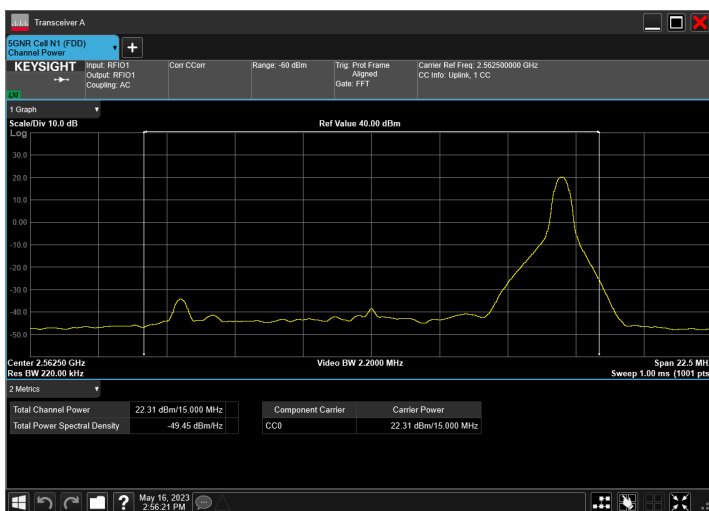 Transceiver A
5GNR Cell N1 (FDD)
Channel Power
KEYSIGHT
LXI
Input: RFIO1
Output: RFIO1
Coupling: AC
Corr CCorr
Range: -60 dBm
Trig: Prot Frame
Aligned
Gate: FFT
Carrier Ref Freq: 2.562500000 GHz
CC Info: Uplink, 1 CC
1 Graph
Scale/Div 10.0 dB
Ref Value 40.00 dBm
Log
30.0
20.0
10.0
0.00
-10.0
-20.0
-30.0
-40.0
-50.0
Center 2.56250 GHz
Video BW 2.2000 MHz
Span 22.5 MH
Res BW 220.00 kHz
Sweep 1.00 ms (1001 pts
2 Metrics
Total Channel Power 22.31 dBm/15.000 MHz
Total Power Spectral Density -49.45 dBm/Hz
Component Carrier Carrier Power
CC0 22.31 dBm/15.000 MHz
?
May 16, 2023
2:56:21 PM